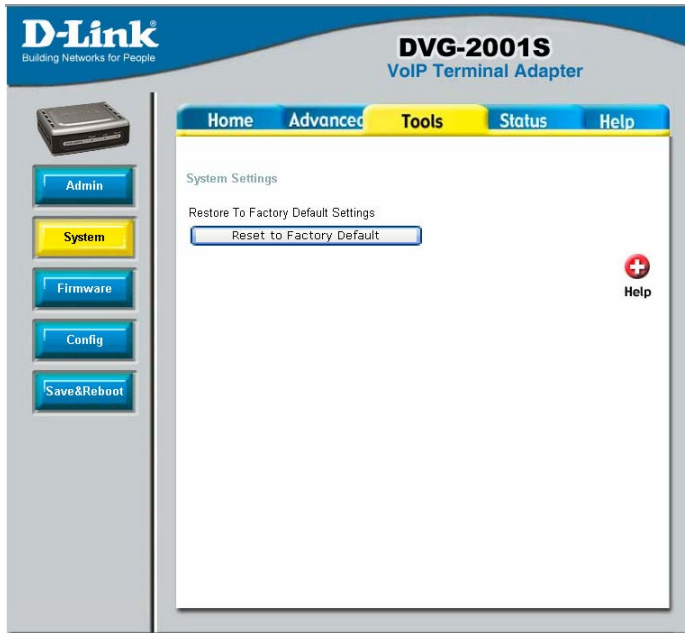 D-Link
Building Networks for People
DVG-2001S
VoIP Terminal Adapter
Home Advanced Tools Status Help
Admin
System
Firmware
Config
Save&Reboot
System Settings
Restore To Factory Default Settings
Reset to Factory Default
Help